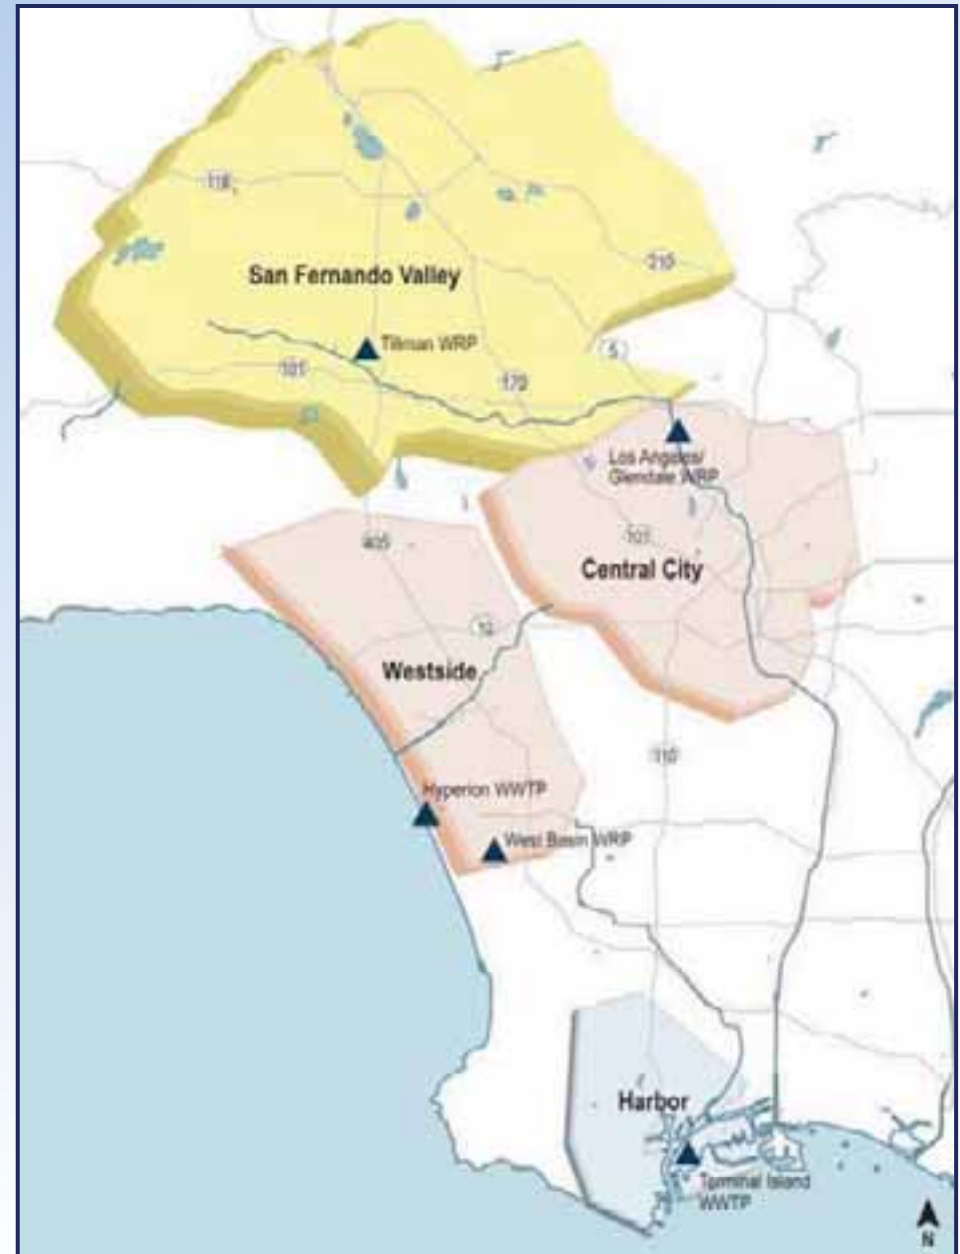 118
San Fernando Valley
210
Tillman WRP
5
101
170
Los Angeles/
Glendale WRP
101
Central City
405
10
Westside
110
Hyperion WWTP
West Basin WRP
Harbor
Terminal Island
WWTP
N